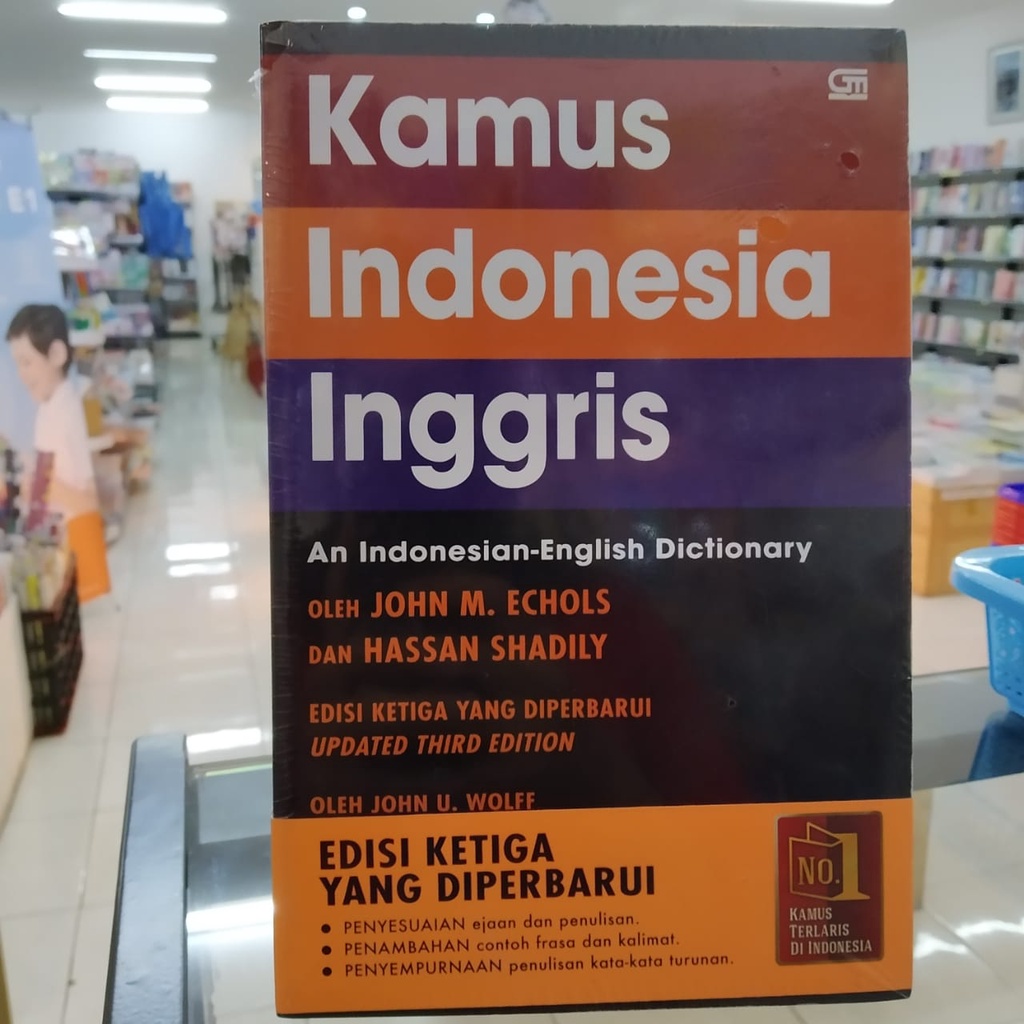 Kamus
GM
Indonesia
Inggris
An Indonesian-English Dictionary
OLEH JOHN M. ECHOLS
DAN HASSAN SHADILY
EDISI KETIGA YANG DIPERBARUI
UPDATED THIRD EDITION
OLEH JOHN U. WOLFF
EDISI KETIGA
YANG DIPERBARUI
• PENYESUAIAN ejaan dan penulisan.
• PENAMBAHAN contoh frasa dan kalimat.
• PENYEMPURNAAN penulisan kata-kata turunan.
NO.1
KAMUS
TERLARIS
DI INDONESIA
E1